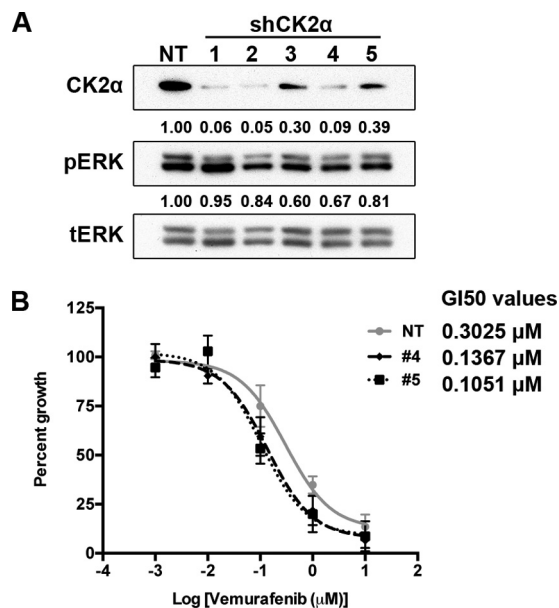 A
shCK2α
NT 1 2 3 4 5
CK2α
1.00 0.06 0.05 0.30 0.09 0.39
pERK
1.00 0.95 0.84 0.60 0.67 0.81
tERK
B
GI50 values
NT 0.3025 µM
#4 0.1367 µM
#5 0.1051 µM
125
100
75
50
25
0
Percent growth
-4 -3 -2 -1 0 1 2
Log [Vemurafenib (µM)]